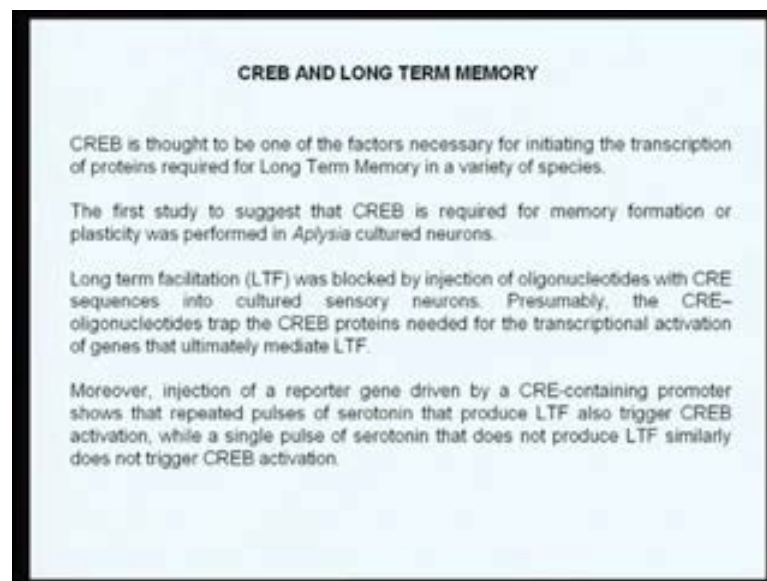 CREB AND LONG TERM MEMORY
CREB is thought to be one of the factors necessary for initiating the transcription
of proteins required for Long Term Memory in a variety of species.
The first study to suggest that CREB is required for memory formation or
plasticity was performed in Aplysia cultured neurons.
Long term facilitation (LTF) was blocked by injection of oligonucleotides with CRE
sequences into cultured sensory neurons. Presumably, the CRE–
oligonucleotides trap the CREB proteins needed for the transcriptional activation
of genes that ultimately mediate LTF.
Moreover, injection of a reporter gene driven by a CRE-containing promoter
shows that repeated pulses of serotonin that produce LTF also trigger CREB
activation, while a single pulse of serotonin that does not produce LTF similarly
does not trigger CREB activation.